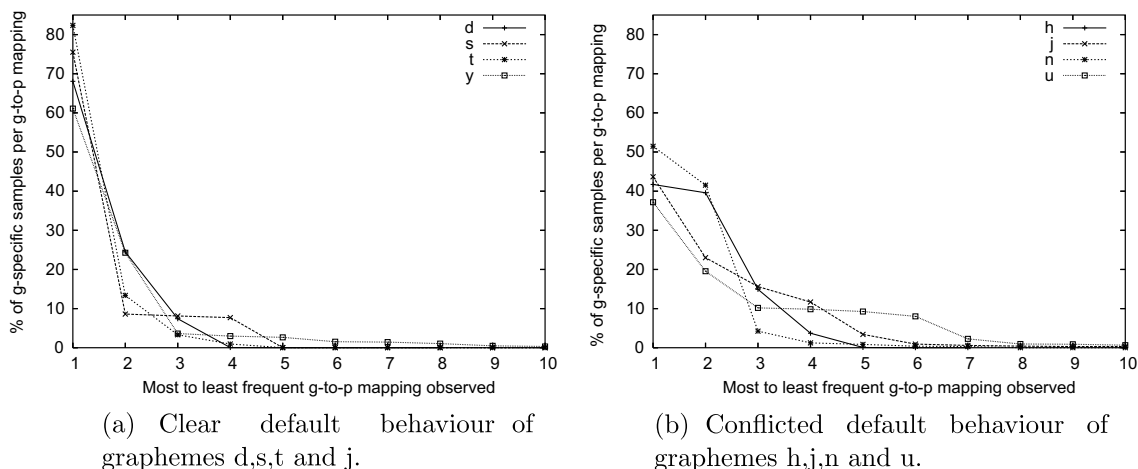 % of g-specific samples per g-to-p mapping
80
70
60
50
40
30
20
10
0
1 2 3 4 5 6 7 8 9 10
Most to least frequent g-to-p mapping observed
d
s
t
y
(a) Clear default behaviour of
graphemes d,s,t and j.
% of g-specific samples per g-to-p mapping
80
70
60
50
40
30
20
10
0
1 2 3 4 5 6 7 8 9 10
Most to least frequent g-to-p mapping observed
h
j
n
u
(b) Conflicted default behaviour of
graphemes h,j,n and u.